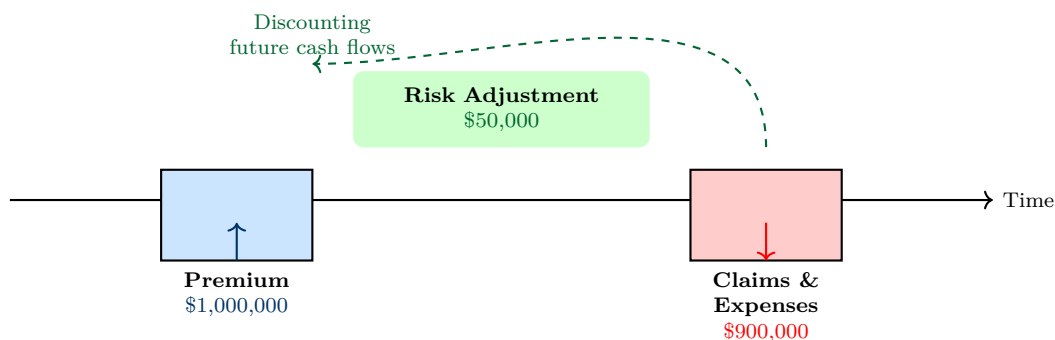 Discounting
future cash flows
Risk Adjustment
$50,000
Time
Premium
$1,000,000
Claims &
Expenses
$900,000